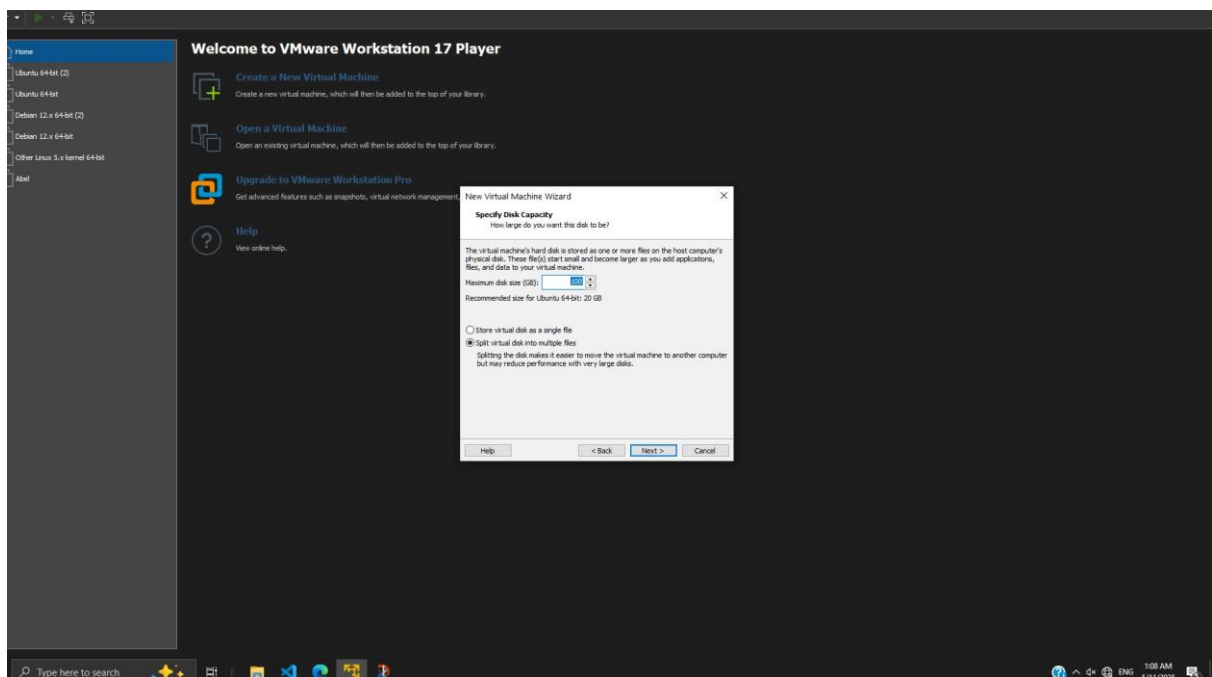 Home
Ubuntu 64-bit (2)
Ubuntu 64-bit
Debian 12.x 64-bit (2)
Debian 12.x 64-bit
Other Linux 5.x kernel 64-bit
Abel
Welcome to VMware Workstation 17 Player
Create a New Virtual Machine
Create a new virtual machine, which will then be added to the top of your library.
Open a Virtual Machine
Open an existing virtual machine, which will then be added to the top of your library.
Upgrade to VMware Workstation Pro
Get advanced features such as snapshots, virtual network management,
Help
View online help.
New Virtual Machine Wizard
Specify Disk Capacity
How large do you want this disk to be?
The virtual machine's hard disk is stored as one or more files on the host computer's
physical disk. These file(s) start small and become larger as you add applications,
files, and data to your virtual machine.
Maximum disk size (GB):
Recommended size for Ubuntu 64-bit: 20 GB
Store virtual disk as a single file
Split virtual disk into multiple files
Splitting the disk makes it easier to move the virtual machine to another computer
but may reduce performance with very large disks.
Help
< Back
Next >
Cancel
Type here to search
ENG
1:08 AM